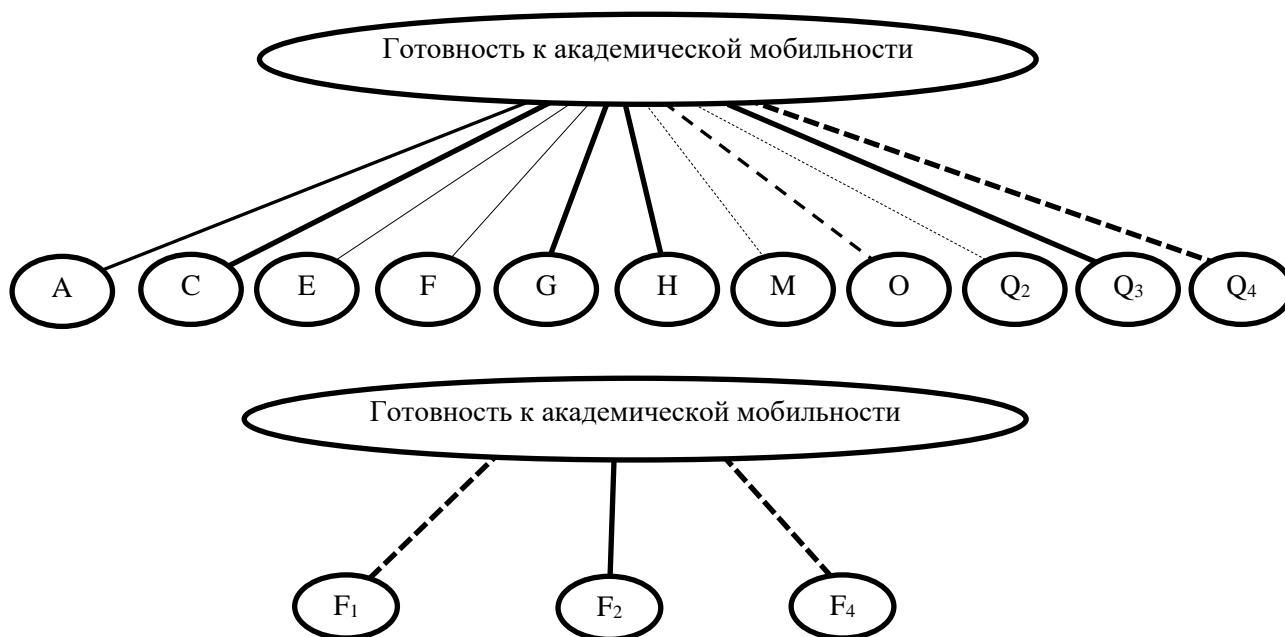 Готовность к академической мобильности
A C E F G H M O Q2 Q3 Q4
Готовность к академической мобильности
F1 F2 F4